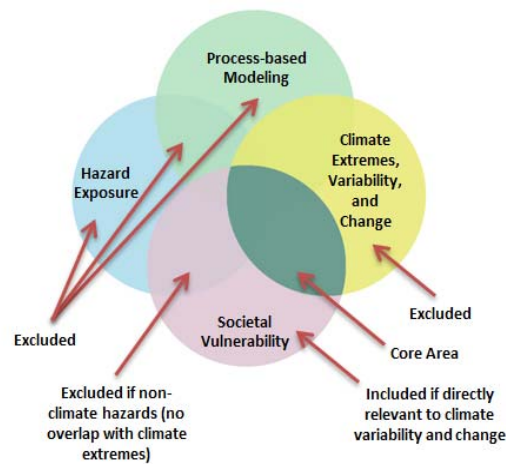 Process-based
Modeling
Climate
Extremes,
Variability,
and
Change
Hazard
Exposure
Societal
Vulnerability
Excluded
Excluded
Core Area
Excluded if non-
climate hazards (no
overlap with climate
extremes)
Included if directly
relevant to climate
variability and change